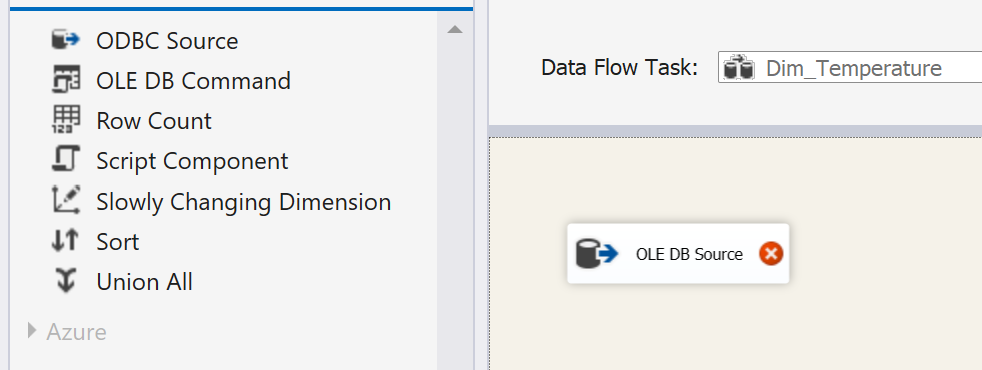 ODBC Source
OLE DB Command
Row Count
Script Component
Slowly Changing Dimension
Sort
Union All
Azure
Data Flow Task: Dim_Temperature
OLE DB Source